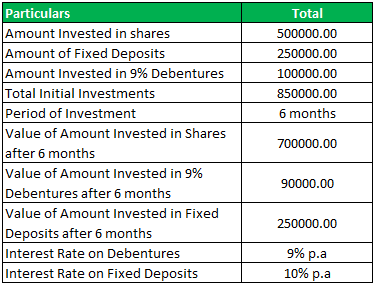 Particulars Total
Amount Invested in shares 500000.00
Amount of Fixed Deposits 250000.00
Amount Invested in 9% Debentures 100000.00
Total Initial Investments 850000.00
Period of Investment 6 months
Value of Amount Invested in Shares
after 6 months 700000.00
Value of Amount Invested in 9%
Debentures after 6 months 90000.00
Value of Amount Invested in Fixed
Deposits after 6 months 250000.00
Interest Rate on Debentures 9% p.a
Interest Rate on Fixed Deposits 10% p.a